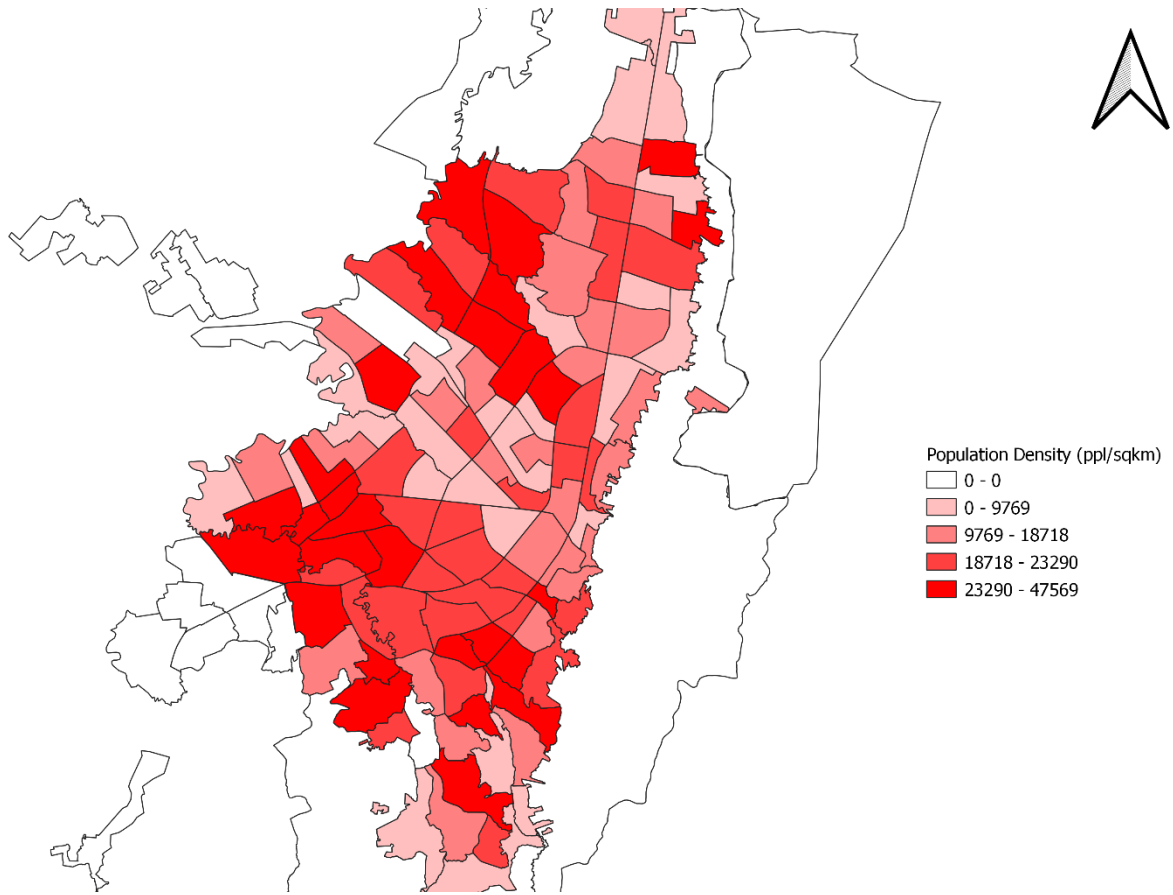 Population Density (ppl/sqkm)
0 - 0
0 - 9769
9769 - 18718
18718 - 23290
23290 - 47569